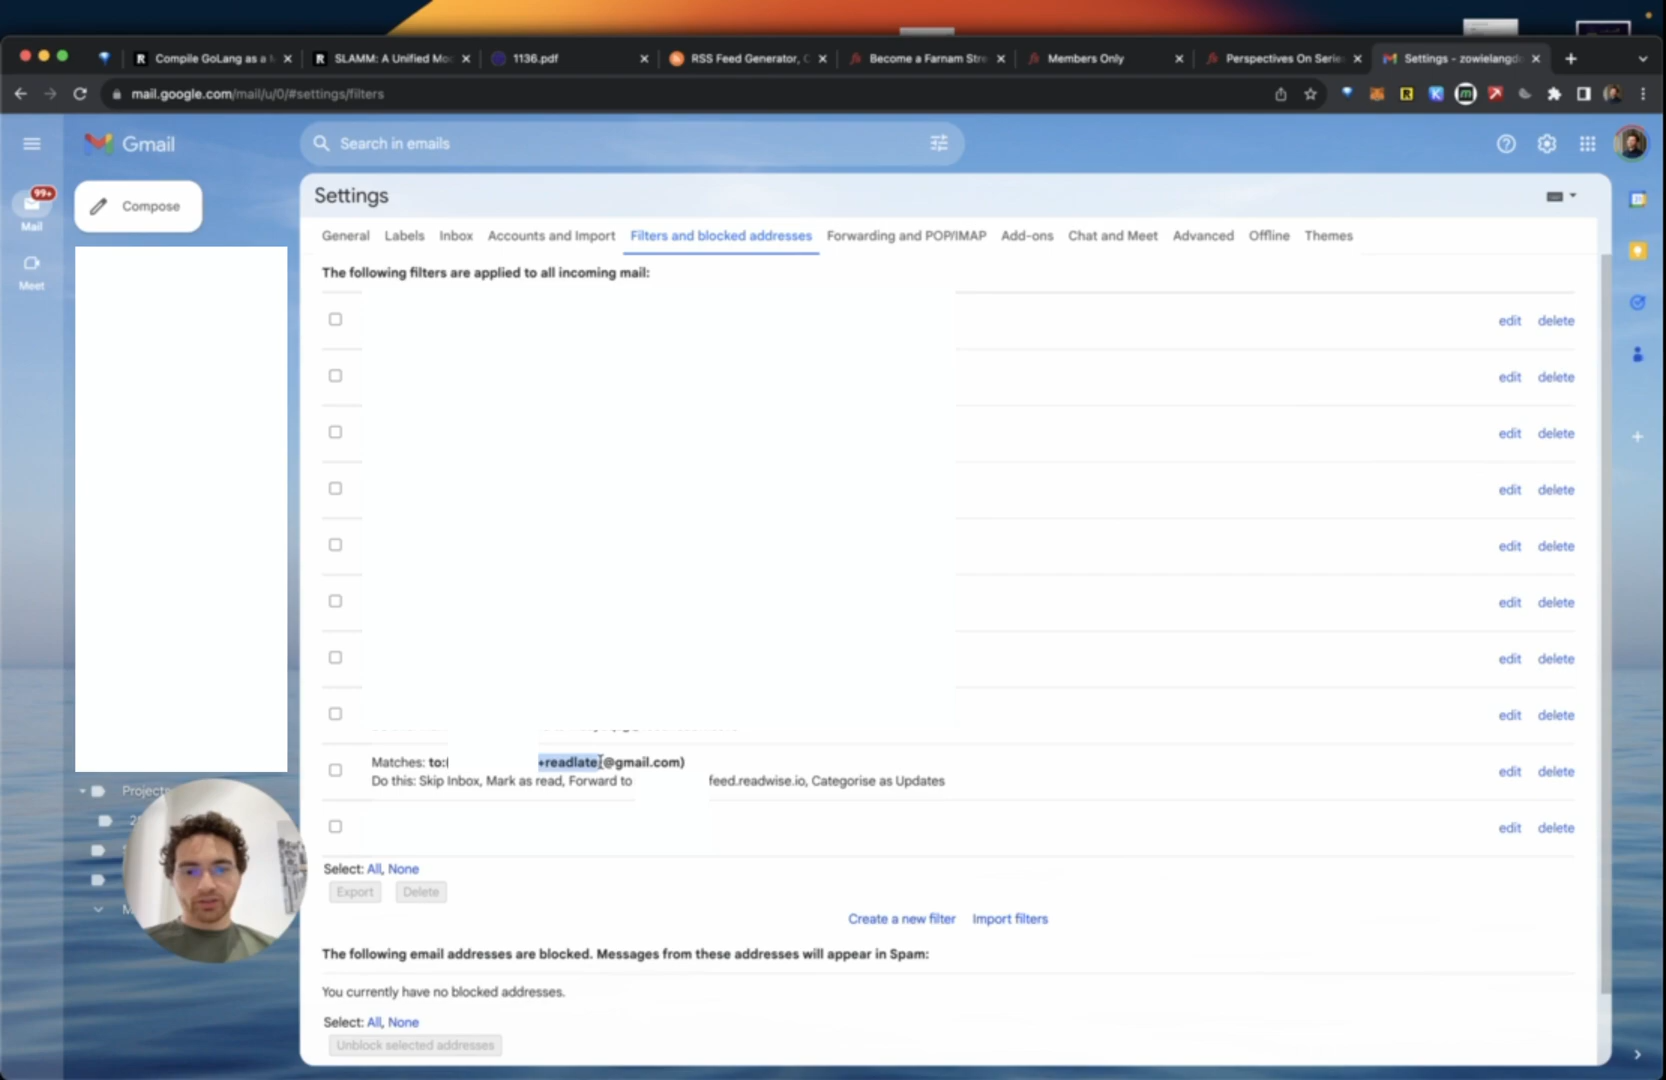 Compile GoLang as a
SLAMM: A Unified Mo
1136.pdf
RSS Feed Generator, C
Become a Farnam Stre
Members Only
Perspectives On Serie
Settings - zowielangd
mail.google.com/mail/u/0/#settings/filters
Gmail
Search in emails
99+
Mail
Compose
Meet
Settings
General Labels Inbox Accounts and Import Filters and blocked addresses Forwarding and POP/IMAP Add-ons Chat and Meet Advanced Offline Themes
The following filters are applied to all incoming mail:
edit delete
edit delete
edit delete
edit delete
edit delete
edit delete
edit delete
edit delete
Matches: to:( +readlate @gmail.com)
Do this: Skip Inbox, Mark as read, Forward to feed.readwise.io, Categorise as Updates
edit delete
edit delete
Projects
Select: All, None
Export Delete
Create a new filter Import filters
The following email addresses are blocked. Messages from these addresses will appear in Spam:
You currently have no blocked addresses.
Select: All, None
Unblock selected addresses